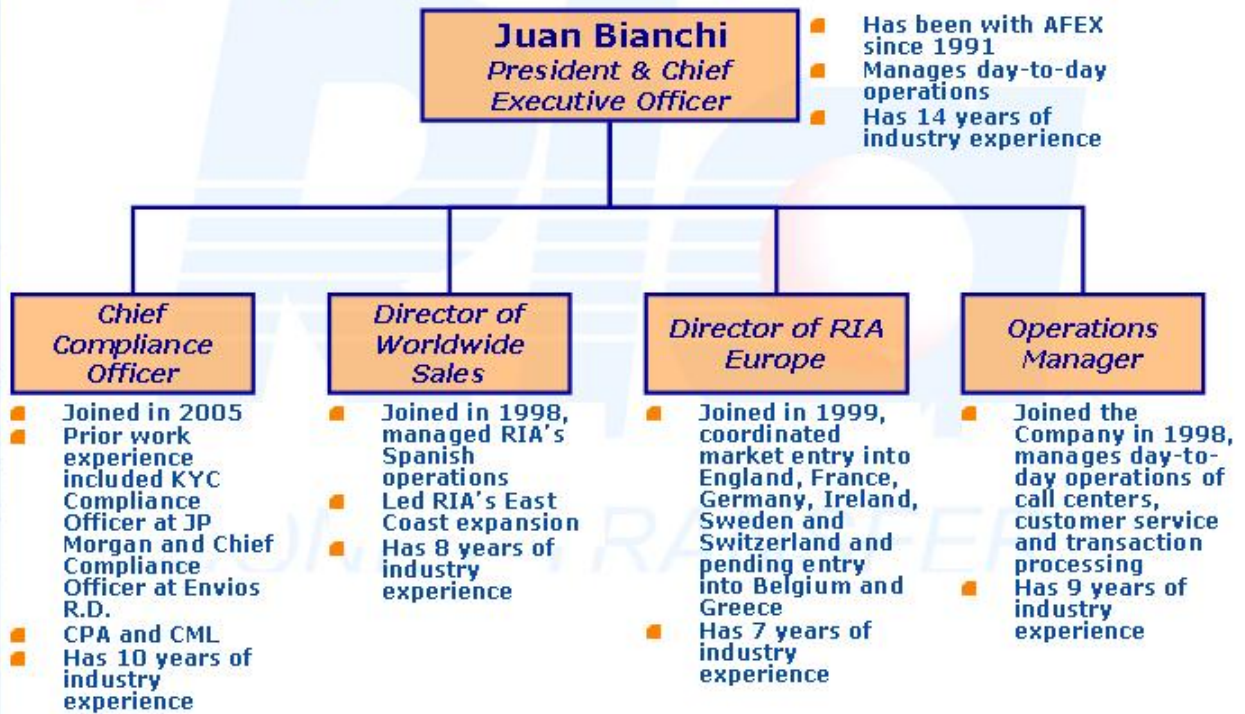 Juan Bianchi
President & Chief
Executive Officer
Has been with AFEX
since 1991
Manages day-to-day
operations
Has 14 years of
industry experience
Chief
Compliance
Officer
Joined in 2005
Prior work
experience
included KYC
Compliance
Officer at JP
Morgan and Chief
Compliance
Officer at Envios
R.D.
CPA and CML
Has 10 years of
industry
experience
Director of
Worldwide
Sales
Joined in 1998,
managed RIA's
Spanish
operations
Led RIA's East
Coast expansion
Has 8 years of
industry
experience
Director of RIA
Europe
Joined in 1999,
coordinated
market entry into
England, France,
Germany, Ireland,
Sweden and
Switzerland and
pending entry
into Belgium and
Greece
Has 7 years of
industry
experience
Operations
Manager
Joined the
Company in 1998,
manages day-to-
day operations of
call centers,
customer service
and transaction
processing
Has 9 years of
industry
experience